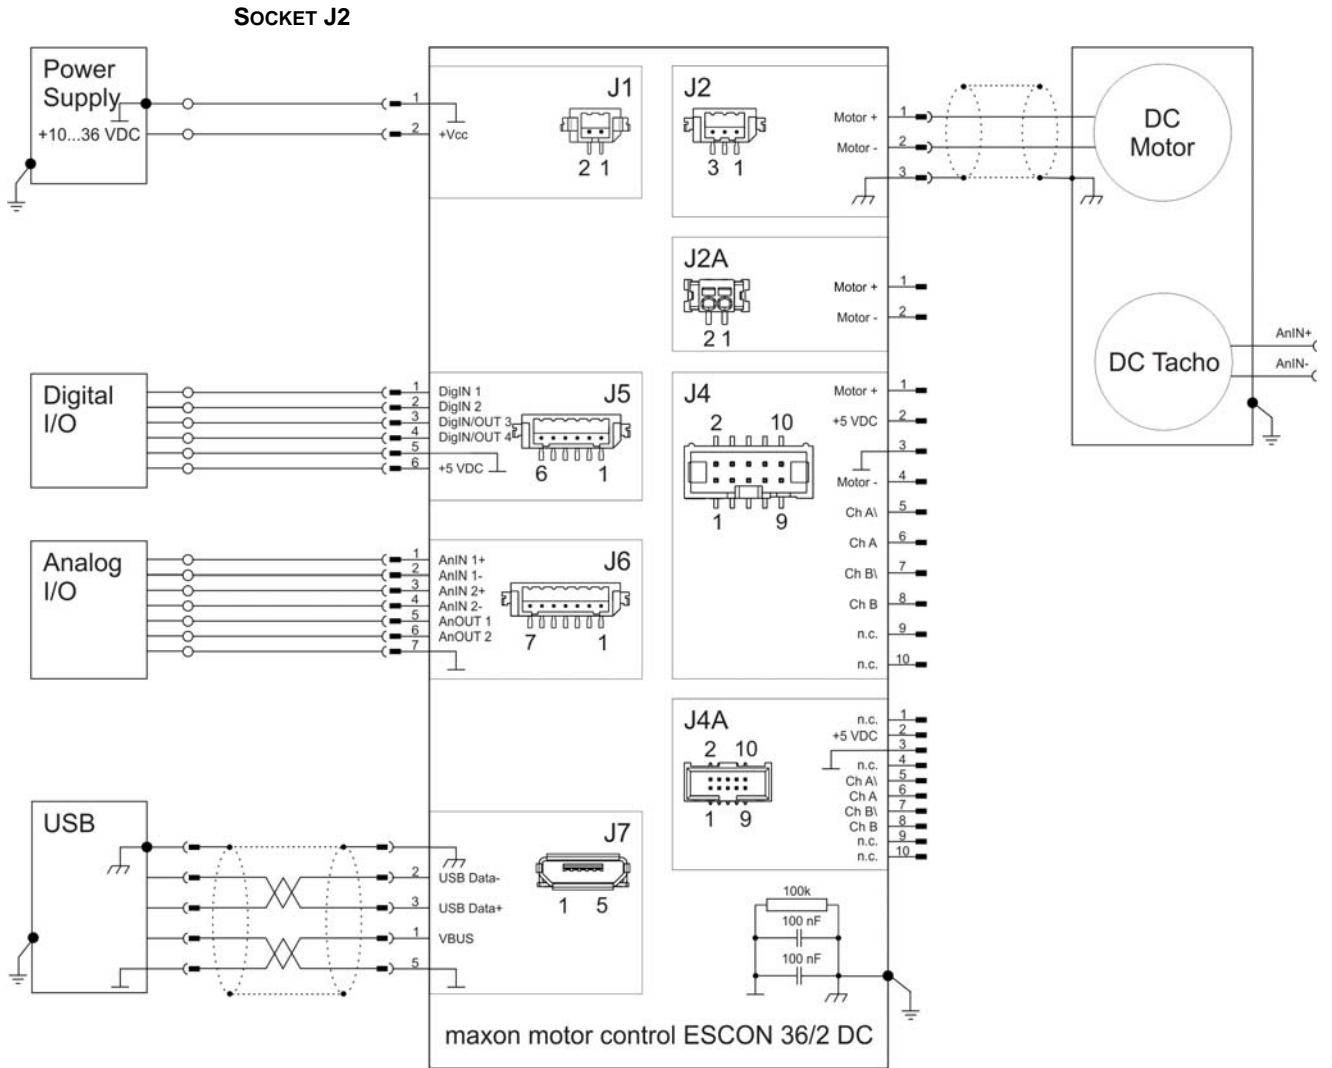 SOCKET J2
Power
Supply
+10...36 VDC
1
2
+Vcc
J1
2 1
J2
3 1
Motor + 1
Motor - 2
3
DC
Motor
J2A
2 1
Motor + 1
Motor - 2
DC Tacho
AnIN+
AnIN-
Digital
I/O
1 DigIN 1
2 DigIN 2
3 DigIN/OUT 3
4 DigIN/OUT 4
5
6 +5 VDC
J5
6 1
J4
2 10
1 9
Motor + 1
+5 VDC 2
3
Motor - 4
Ch A\ 5
Ch A 6
Ch B\ 7
Ch B 8
n.c. 9
n.c. 10
Analog
I/O
1 AnIN 1+
2 AnIN 1-
3 AnIN 2+
4 AnIN 2-
5 AnOUT 1
6 AnOUT 2
7
J6
7 1
J4A
2 10
1 9
n.c. 1
+5 VDC 2
3
n.c. 4
Ch A\ 5
Ch A 6
Ch B\ 7
Ch B 8
n.c. 9
n.c. 10
USB
2 USB Data-
3 USB Data+
1 VBUS
5
J7
1 5
100k
100 nF
100 nF
maxon motor control ESCON 36/2 DC